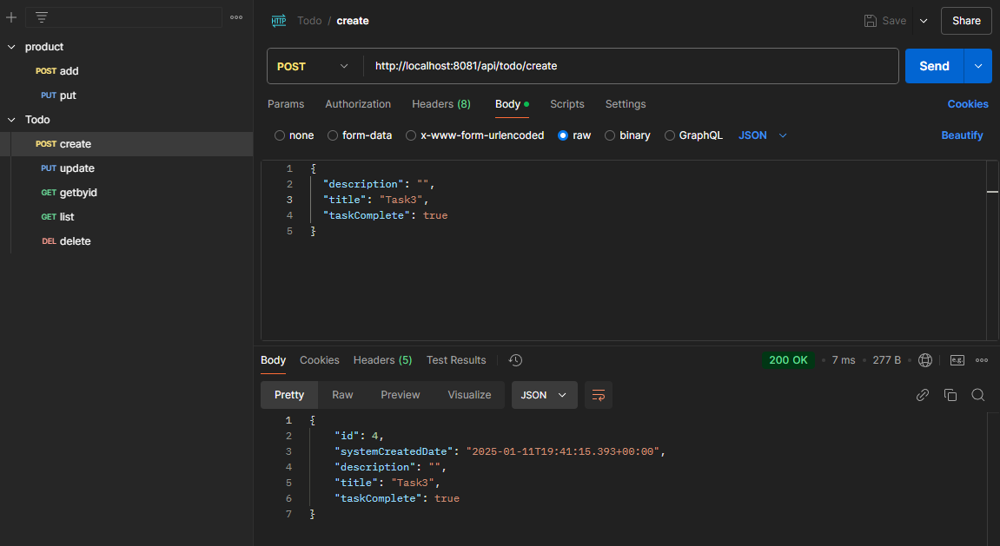 product
POST add
PUT put
Todo
POST create
PUT update
GET getbyid
GET list
DEL delete
HTTP Todo / create Save Share
POST http://localhost:8081/api/todo/create Send
Params Authorization Headers (8) Body Scripts Settings Cookies
none form-data x-www-form-urlencoded raw binary GraphQL JSON Beautify
1 {
2 "description": "",
3 "title": "Task3",
4 "taskComplete": true
5 }
Body Cookies Headers (5) Test Results 200 OK • 7 ms • 277 B • e.g.
Pretty Raw Preview Visualize JSON
1 {
2 "id": 4,
3 "systemCreatedDate": "2025-01-11T19:41:15.393+00:00",
4 "description": "",
5 "title": "Task3",
6 "taskComplete": true
7 }